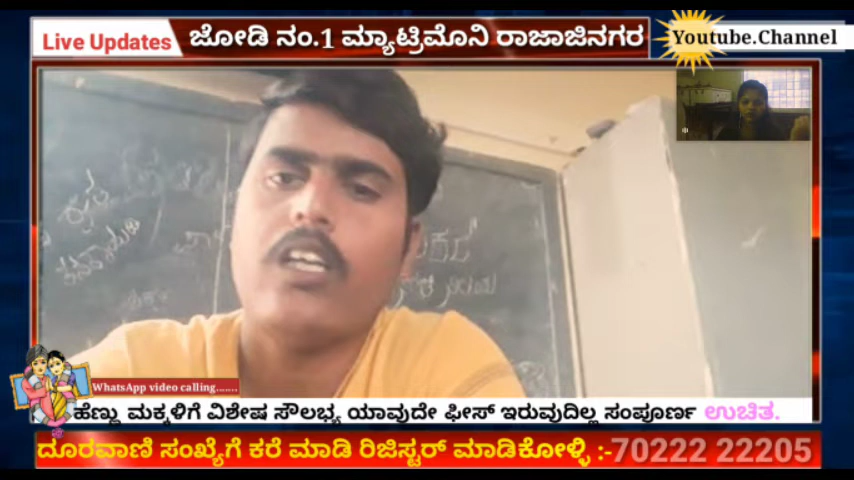 Live Updates
ಜೋಡಿ ನಂ.1 ಮ್ಯಾಟ್ರಿಮೊನಿ ರಾಜಾಜಿನಗರ
Youtube.Channel
WhatsApp video calling.......
ಹೆಣ್ಣು ಮಕ್ಕಳಿಗೆ ವಿಶೇಷ ಸೌಲಭ್ಯ ಯಾವುದೇ ಫೀಸ್ ಇರುವುದಿಲ್ಲ ಸಂಪೂರ್ಣ ಉಚಿತ.
ದೂರವಾಣಿ ಸಂಖ್ಯೆಗೆ ಕರೆ ಮಾಡಿ ರಿಜಿಸ್ಟರ್ ಮಾಡಿಕೋಳ್ಳಿ :-70222 22205